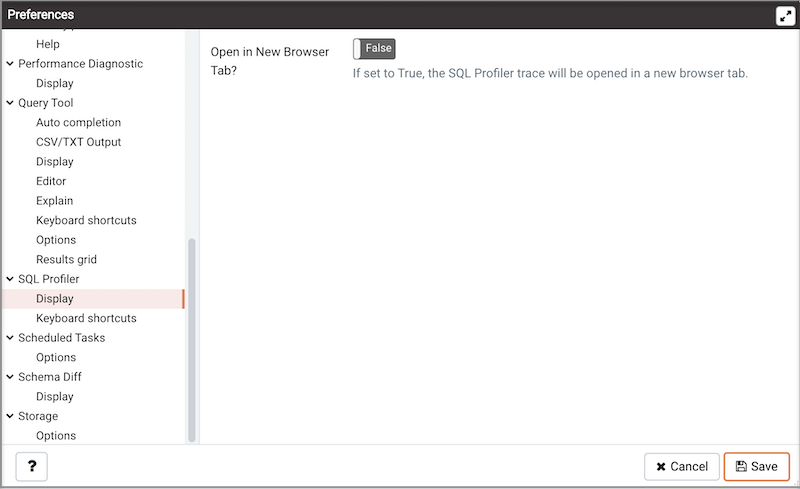 Preferences
Help
Performance Diagnostic
Display
Query Tool
Auto completion
CSV/TXT Output
Display
Editor
Explain
Keyboard shortcuts
Options
Results grid
SQL Profiler
Display
Keyboard shortcuts
Scheduled Tasks
Options
Schema Diff
Display
Storage
Options
Open in New Browser
Tab?
False
If set to True, the SQL Profiler trace will be opened in a new browser tab.
?
Cancel
Save